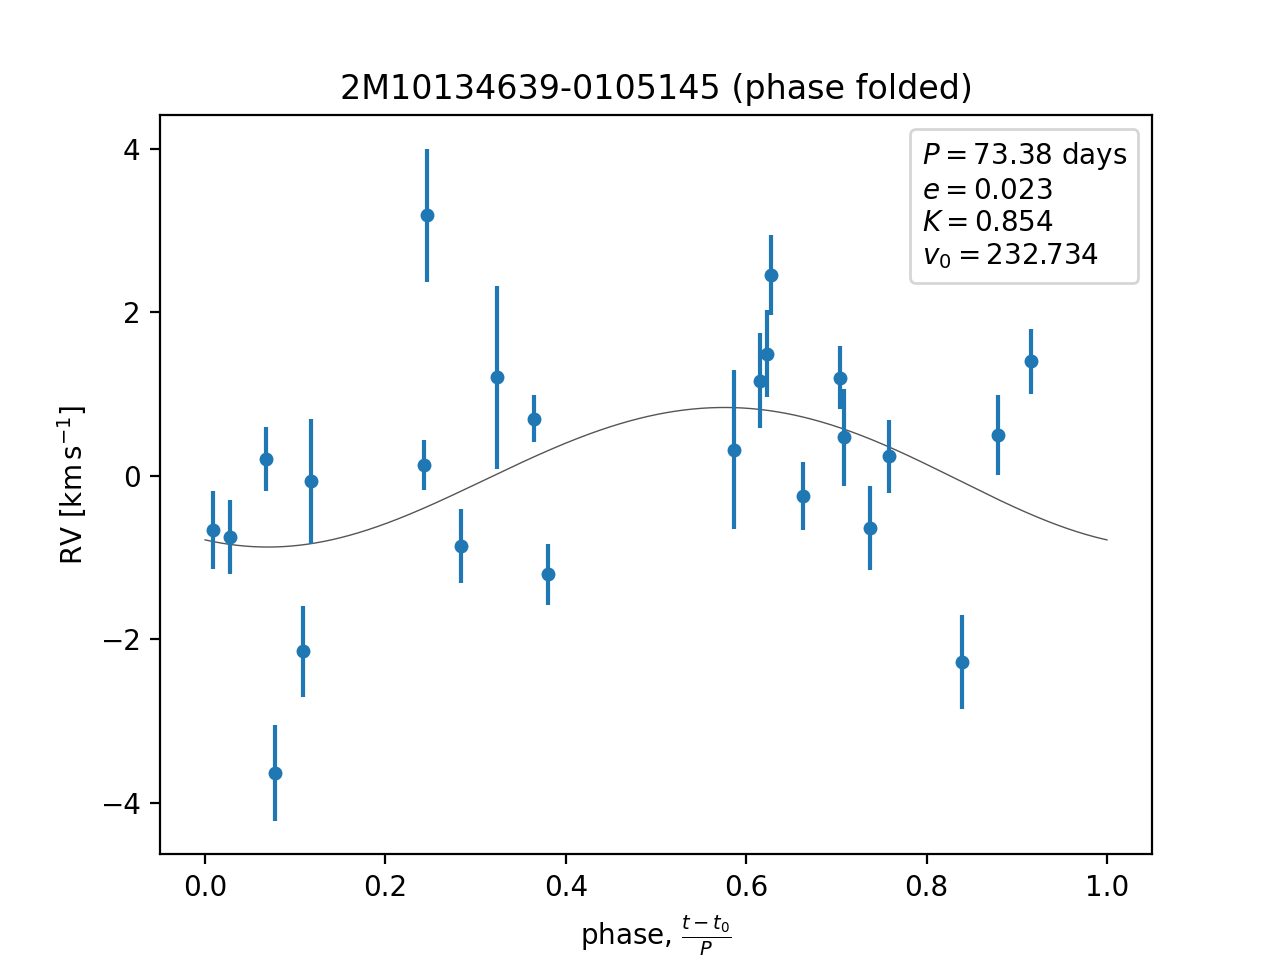 2M10134639-0105145 (phase folded)
P = 73.38 days
e = 0.023
K = 0.854
v₀ = 232.734
RV [km s⁻¹]
4
2
0
−2
−4
0.0 0.2 0.4 0.6 0.8 1.0
phase, (t − t₀)/P